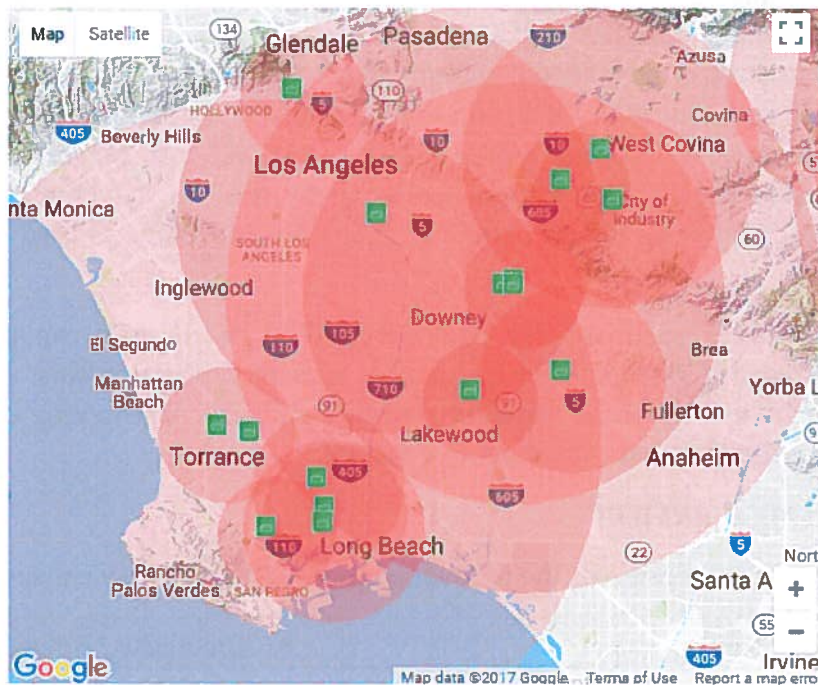 Map Satellite
134
Glendale
Pasadena
210
Azusa
HOLLYWOOD
5
110
Covina
405
Beverly Hills
10
10
West Covina
Los Angeles
10
nta Monica
605
City of
Industry
5
60
SOUTH LOS
ANGELES
Inglewood
Downey
105
El Segundo
110
Brea
Manhattan
Beach
710
91
91
5
Yorba L
Fullerton
Lakewood
9
Torrance
Anaheim
405
605
110
Long Beach
22
5
Nort
Rancho
Palos Verdes
SAN PEDRO
Santa A
+
55
−
Google
405
Irvine
Map data ©2017 Google Terms of Use Report a map erro